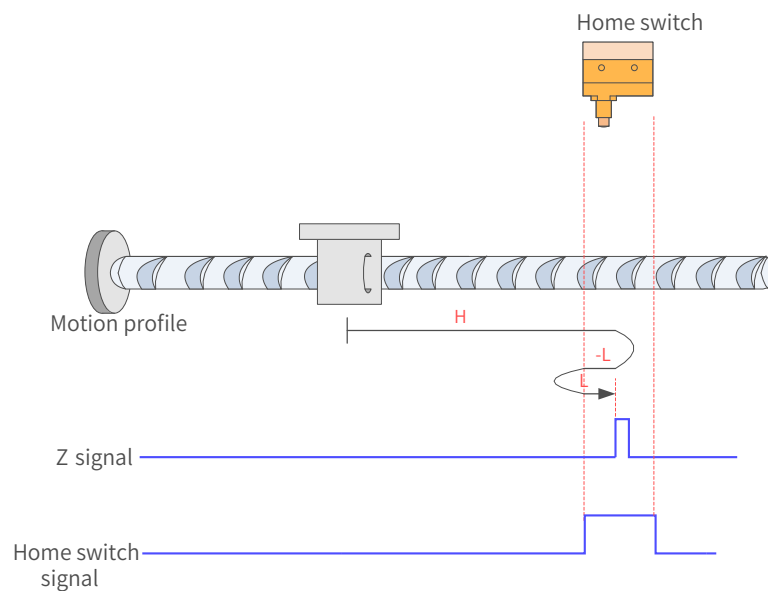 Home switch
Motion profile
H
-L
L
Z signal
Home switch
signal